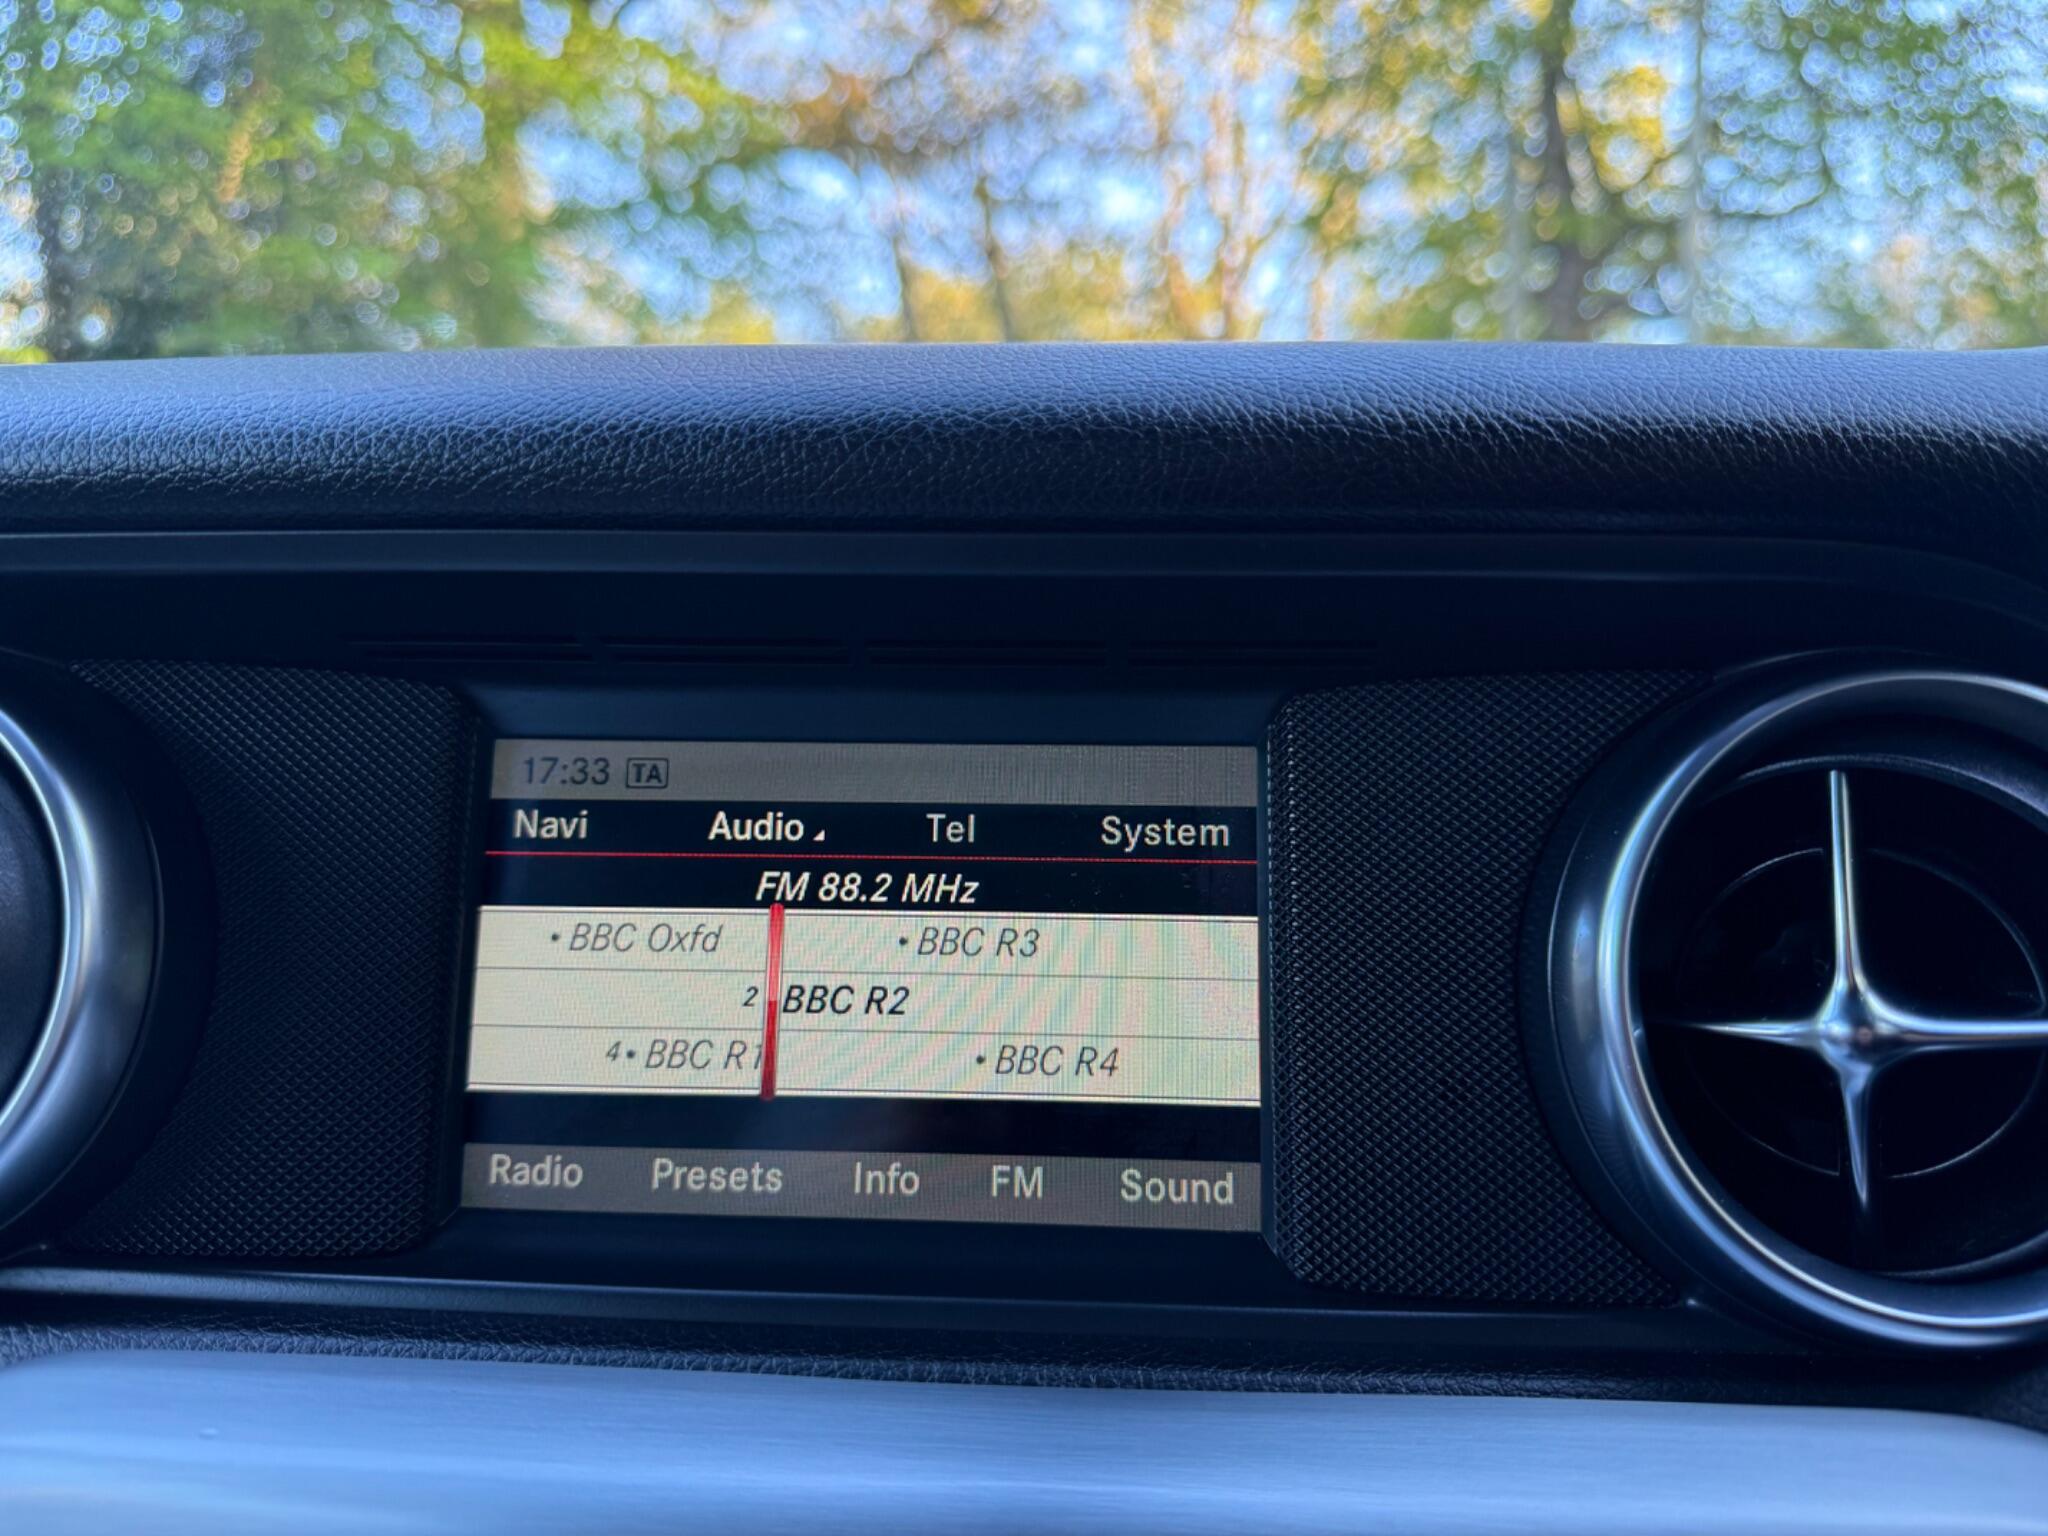 17:33 TA
Navi Audio Tel System
FM 88.2 MHz
• BBC Oxfd • BBC R3
2 BBC R2
4• BBC R1 • BBC R4
Radio Presets Info FM Sound